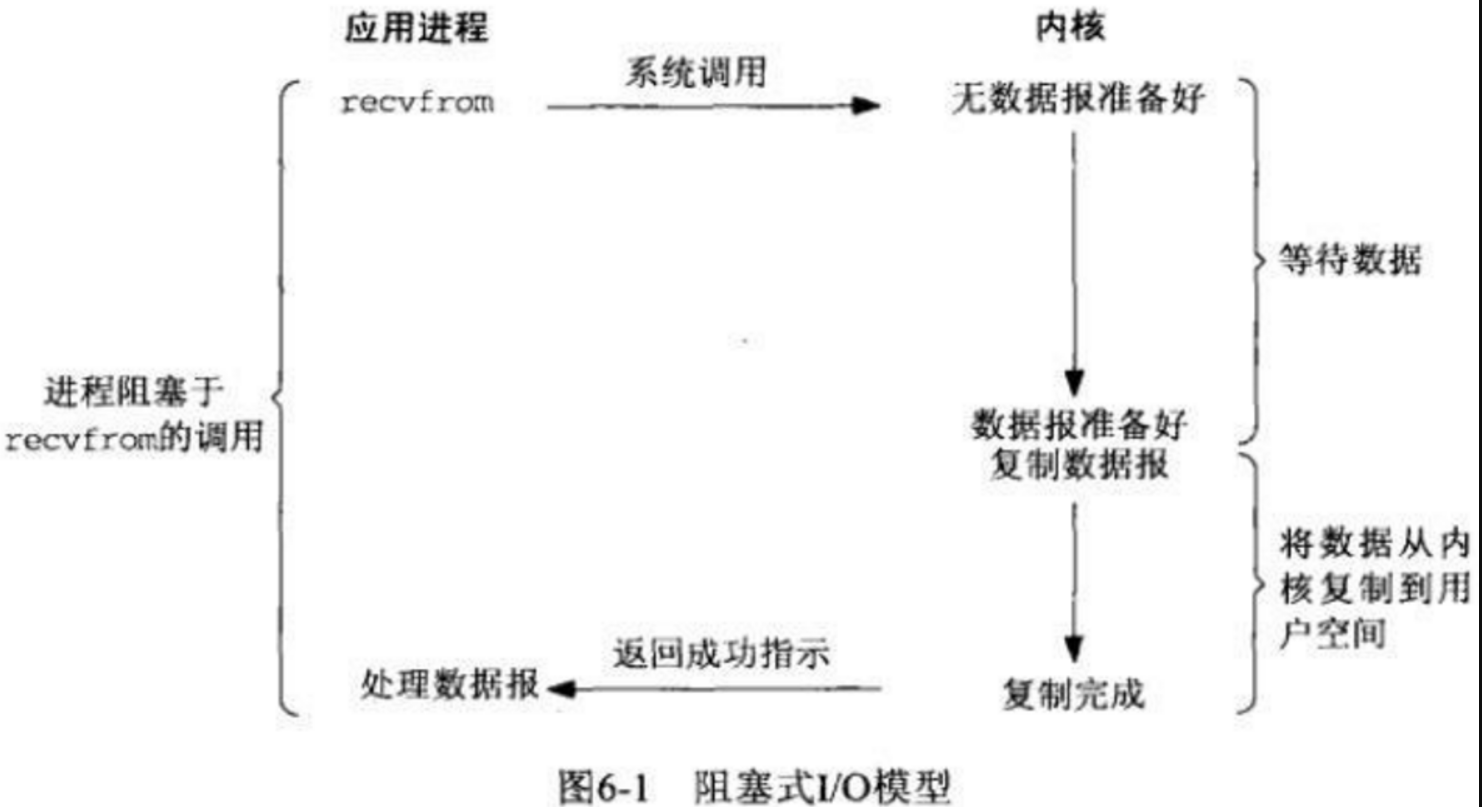 应用进程
内核
系统调用
recvfrom
无数据报准备好
等待数据
进程阻塞于
recvfrom的调用
数据报准备好
复制数据报
将数据从内
核复制到用
户空间
返回成功指示
处理数据报
复制完成
图6-1 阻塞式I/O模型